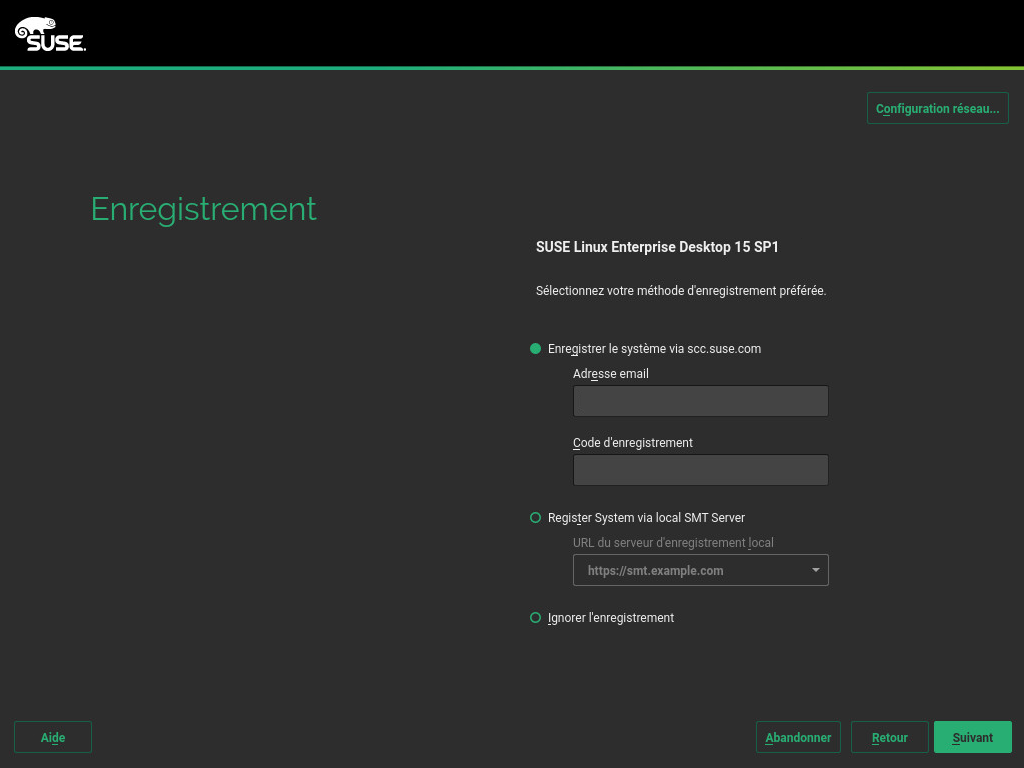 SUSE.
Configuration réseau...
Enregistrement
SUSE Linux Enterprise Desktop 15 SP1
Sélectionnez votre méthode d'enregistrement préférée.
Enregistrer le système via scc.suse.com
Adresse email
Code d'enregistrement
Register System via local SMT Server
URL du serveur d'enregistrement local
https://smt.example.com
Ignorer l'enregistrement
Aide
Abandonner
Retour
Suivant